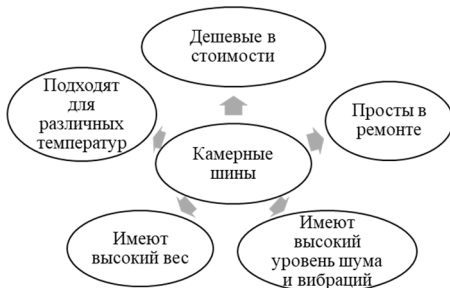 Дешевые в
стоимости
Подходят
для
различных
температур
Просты в
ремонте
Камерные
шины
Имеют
высокий вес
Имеют
высокий
уровень шума
и вибраций